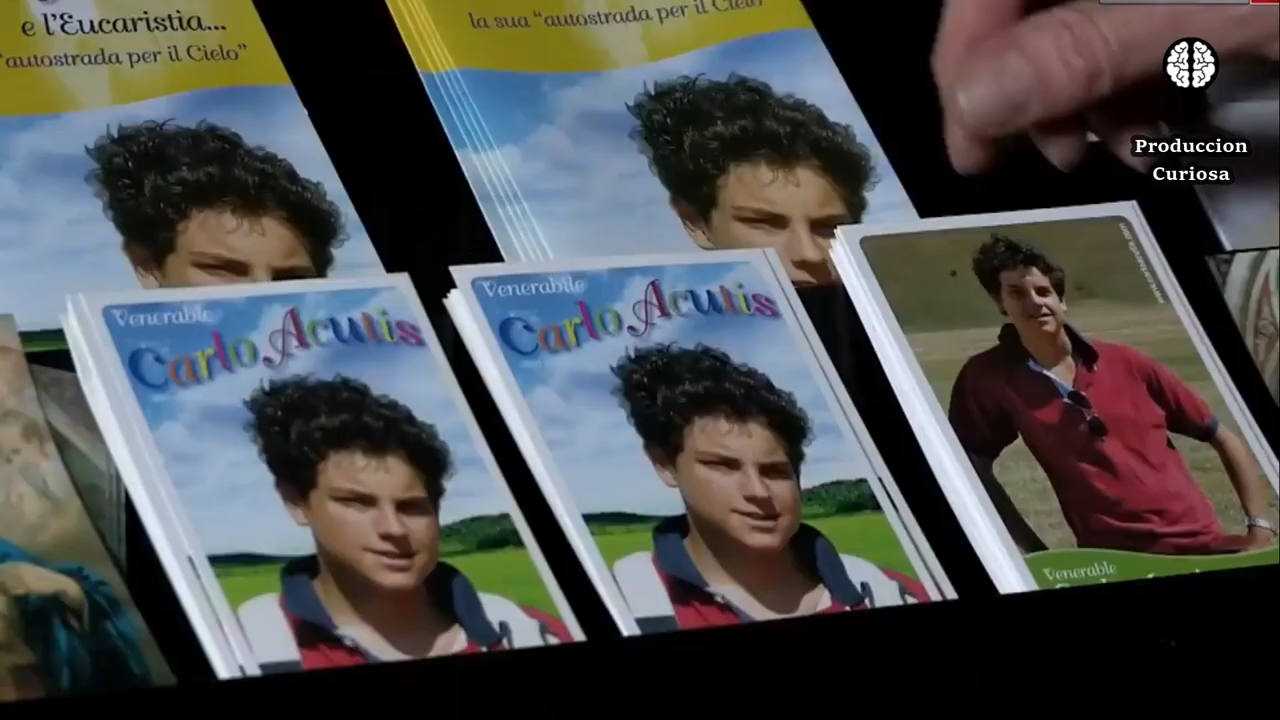 e l'Eucaristia...
"autostrada per il Cielo"
la sua "autostrada per il Cielo"
Produccion
Curiosa
Venerable
Carlo Acutis
Venerabile
Carlo Acutis
Venerable